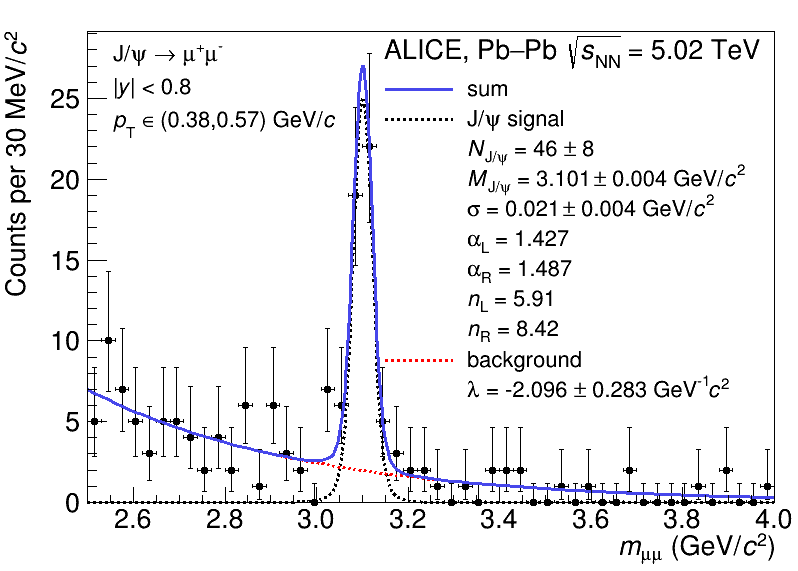 J/ψ → μ⁺μ⁻
|y| < 0.8
p_T ∈ (0.38,0.57) GeV/c
ALICE, Pb–Pb √s_NN = 5.02 TeV
sum
J/ψ signal
N_J/ψ = 46 ± 8
M_J/ψ = 3.101 ± 0.004 GeV/c²
σ = 0.021 ± 0.004 GeV/c²
α_L = 1.427
α_R = 1.487
n_L = 5.91
n_R = 8.42
background
λ = -2.096 ± 0.283 GeV⁻¹c²
Counts per 30 MeV/c²
25
20
15
10
5
0
2.6 2.8 3.0 3.2 3.4 3.6 3.8 4.0
m_μμ (GeV/c²)